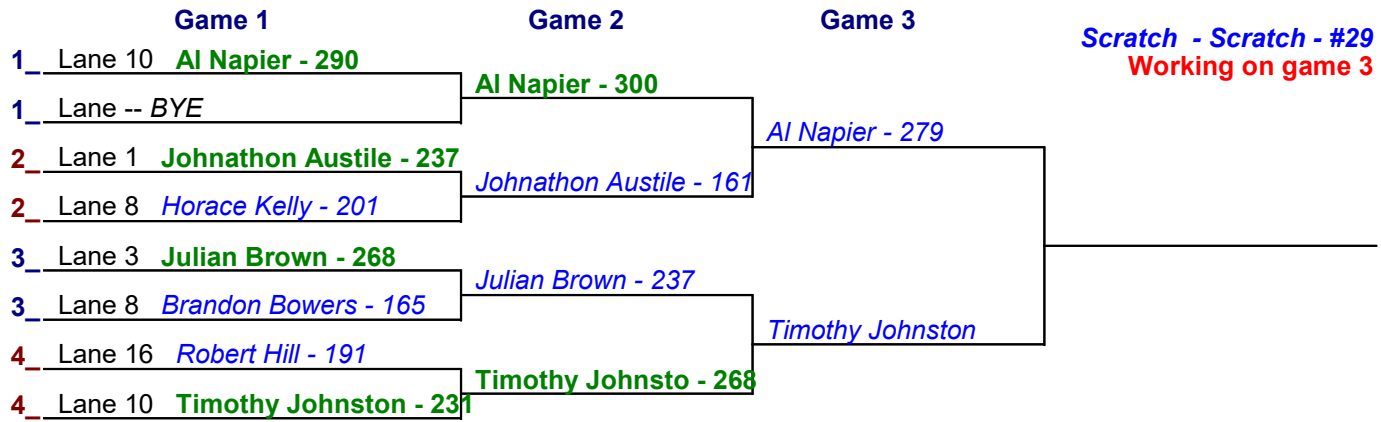 Game 1 Game 2 Game 3
Scratch - Scratch - #29
Working on game 3
1_ Lane 10 Al Napier - 290
Al Napier - 300
1_ Lane -- BYE
Al Napier - 279
2_ Lane 1 Johnathon Austile - 237
Johnathon Austile - 161
2_ Lane 8 Horace Kelly - 201
3_ Lane 3 Julian Brown - 268
Julian Brown - 237
3_ Lane 8 Brandon Bowers - 165
Timothy Johnston
4_ Lane 16 Robert Hill - 191
Timothy Johnsto - 268
4_ Lane 10 Timothy Johnston - 231